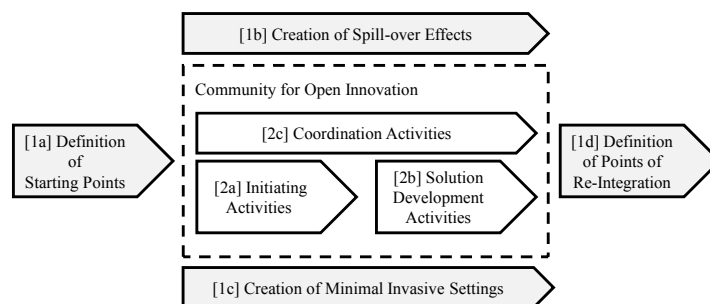 [1b] Creation of Spill-over Effects
Community for Open Innovation
[1a] Definition
of
Starting Points
[2c] Coordination Activities
[1d] Definition
of Points of
Re-Integration
[2a] Initiating
Activities
[2b] Solution
Development
Activities
[1c] Creation of Minimal Invasive Settings